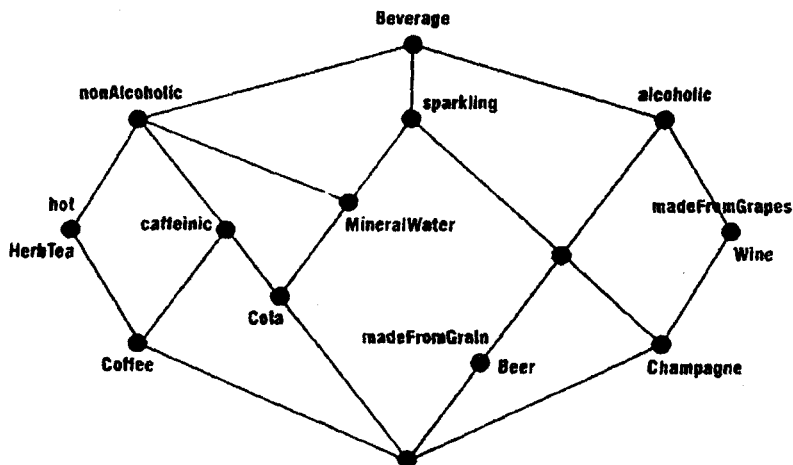 Beverage
nonAlcoholic
sparkling
alcoholic
hot
HerbTea
caffeinic
MineralWater
madeFromGrapes
Wine
Cola
madeFromGrain
Coffee
Beer
Champagne